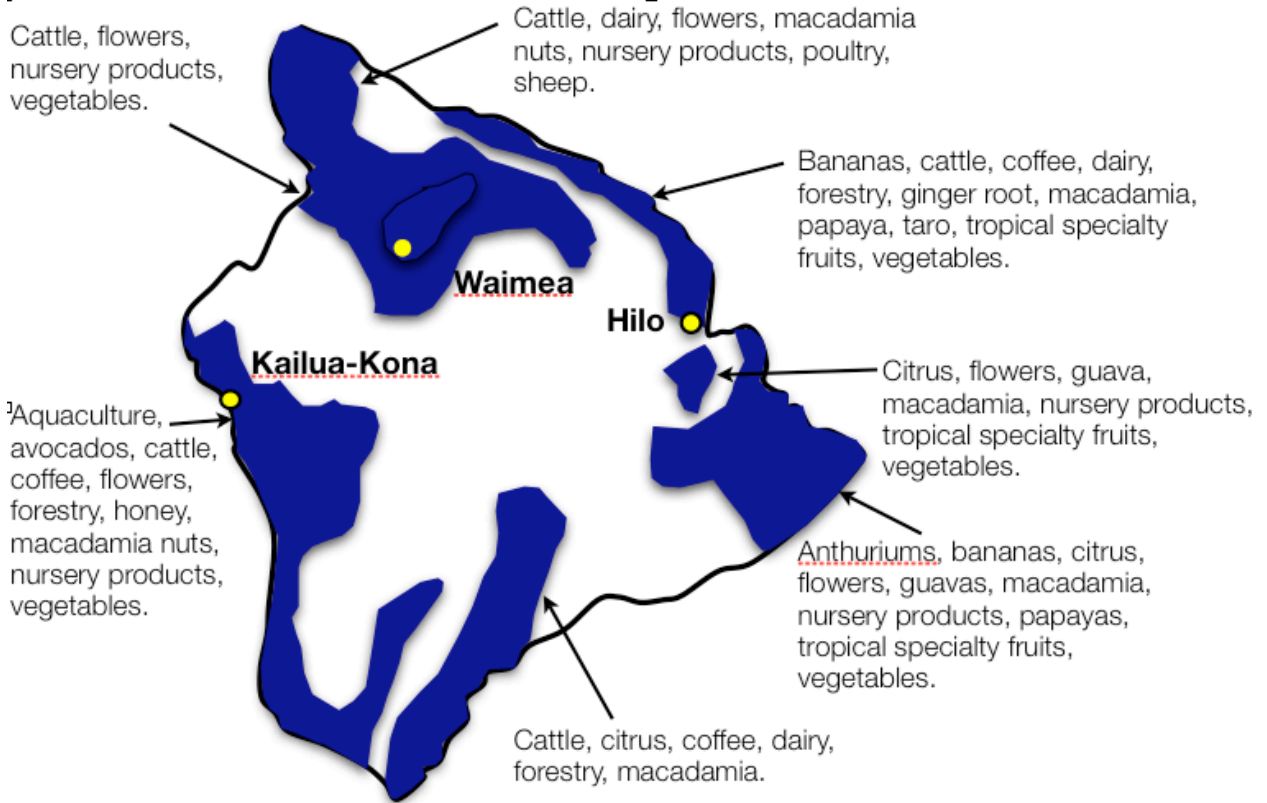 Cattle, flowers,
nursery products,
vegetables.
Cattle, dairy, flowers, macadamia
nuts, nursery products, poultry,
sheep.
Bananas, cattle, coffee, dairy,
forestry, ginger root, macadamia,
papaya, taro, tropical specialty
fruits, vegetables.
Waimea
Hilo
Kailua-Kona
Citrus, flowers, guava,
macadamia, nursery products,
tropical specialty fruits,
vegetables.
Aquaculture,
avocados, cattle,
coffee, flowers,
forestry, honey,
macadamia nuts,
nursery products,
vegetables.
Anthuriums, bananas, citrus,
flowers, guavas, macadamia,
nursery products, papayas,
tropical specialty fruits,
vegetables.
Cattle, citrus, coffee, dairy,
forestry, macadamia.